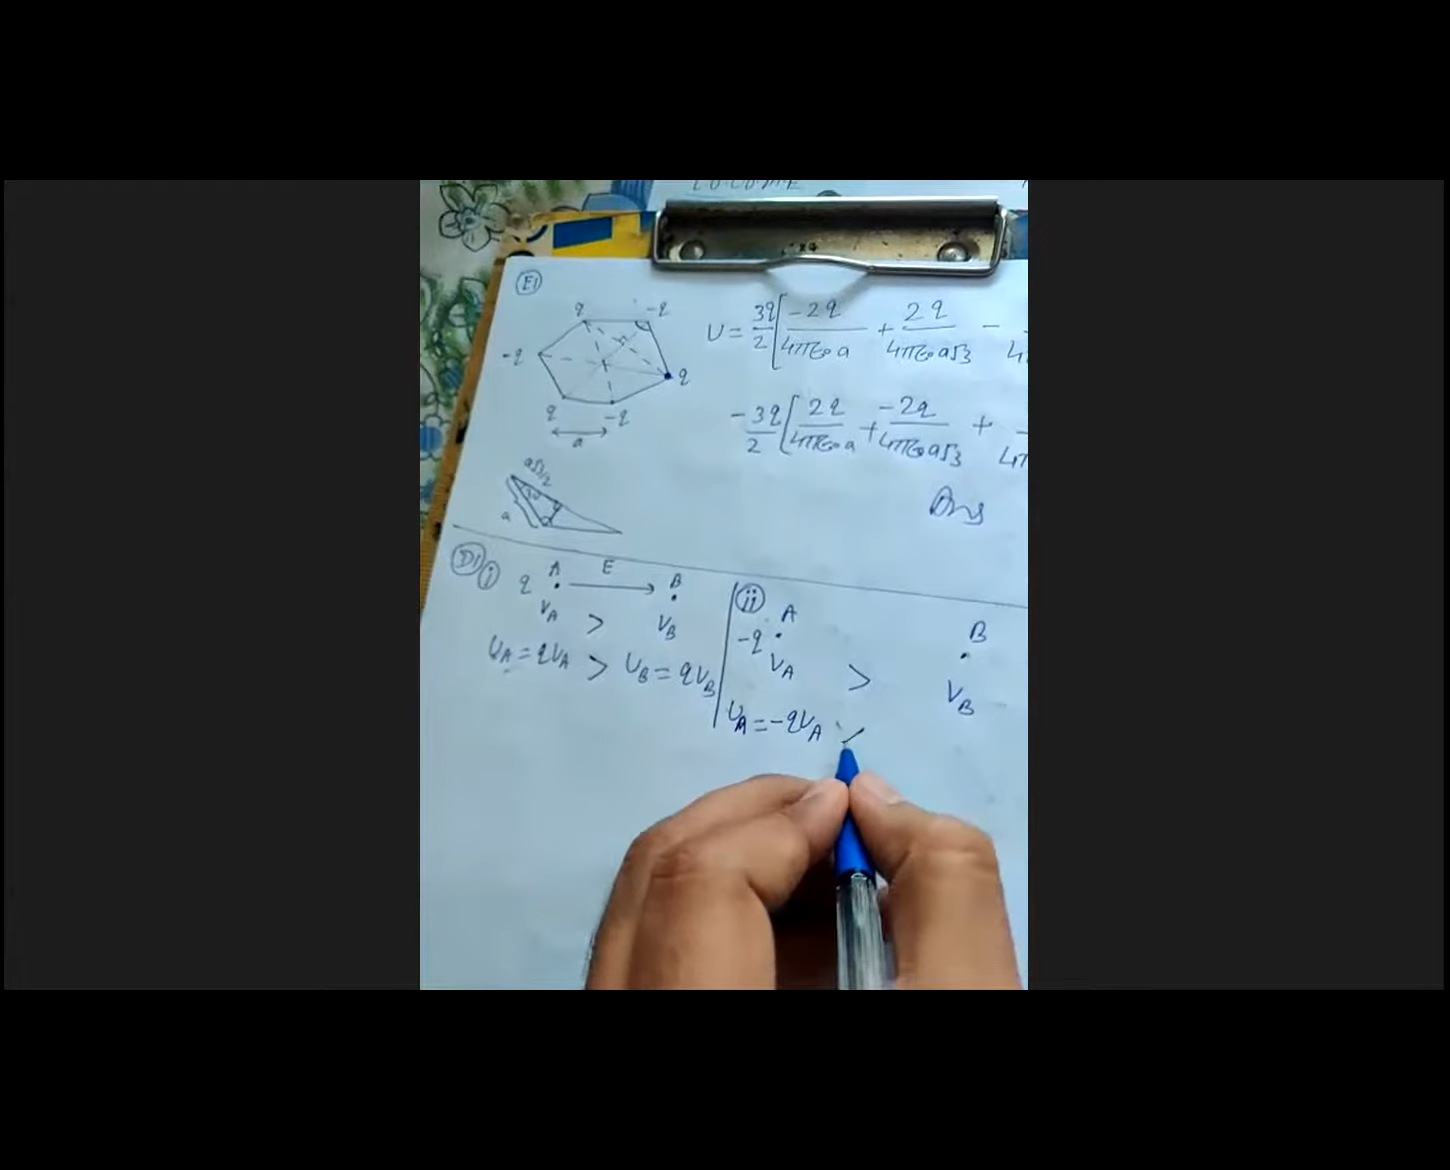 E1
q -q
-q q
q -q
a
U = 3q/2 [ -2q/4πε₀a + 2q/4πε₀a√3 -
-3q/2 [ 2q/4πε₀a + -2q/4πε₀a√3 +
Ans
a√3/2
30
a
D1 i q A E B
V_A > V_B
U_A = qV_A > U_B = qV_B
ii A B
-q
V_A > V_B
U_A = -qV_A